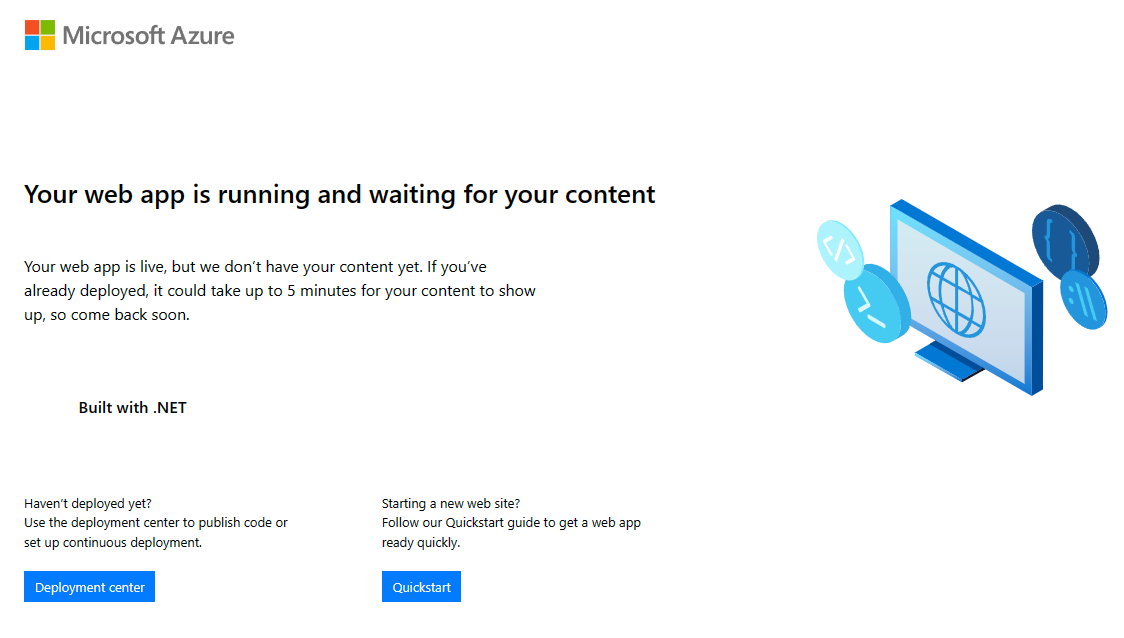 Microsoft Azure
Your web app is running and waiting for your content
Your web app is live, but we don’t have your content yet. If you’ve
already deployed, it could take up to 5 minutes for your content to show
up, so come back soon.
Built with .NET
Haven’t deployed yet?
Use the deployment center to publish code or
set up continuous deployment.
Deployment center
Starting a new web site?
Follow our Quickstart guide to get a web app
ready quickly.
Quickstart